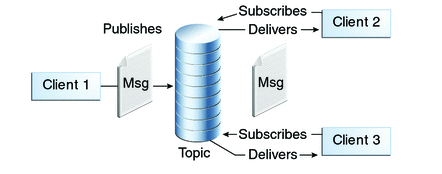 Subscribes
Client 2
Publishes
Delivers
Client 1
Msg
Msg
Subscribes
Client 3
Topic
Delivers